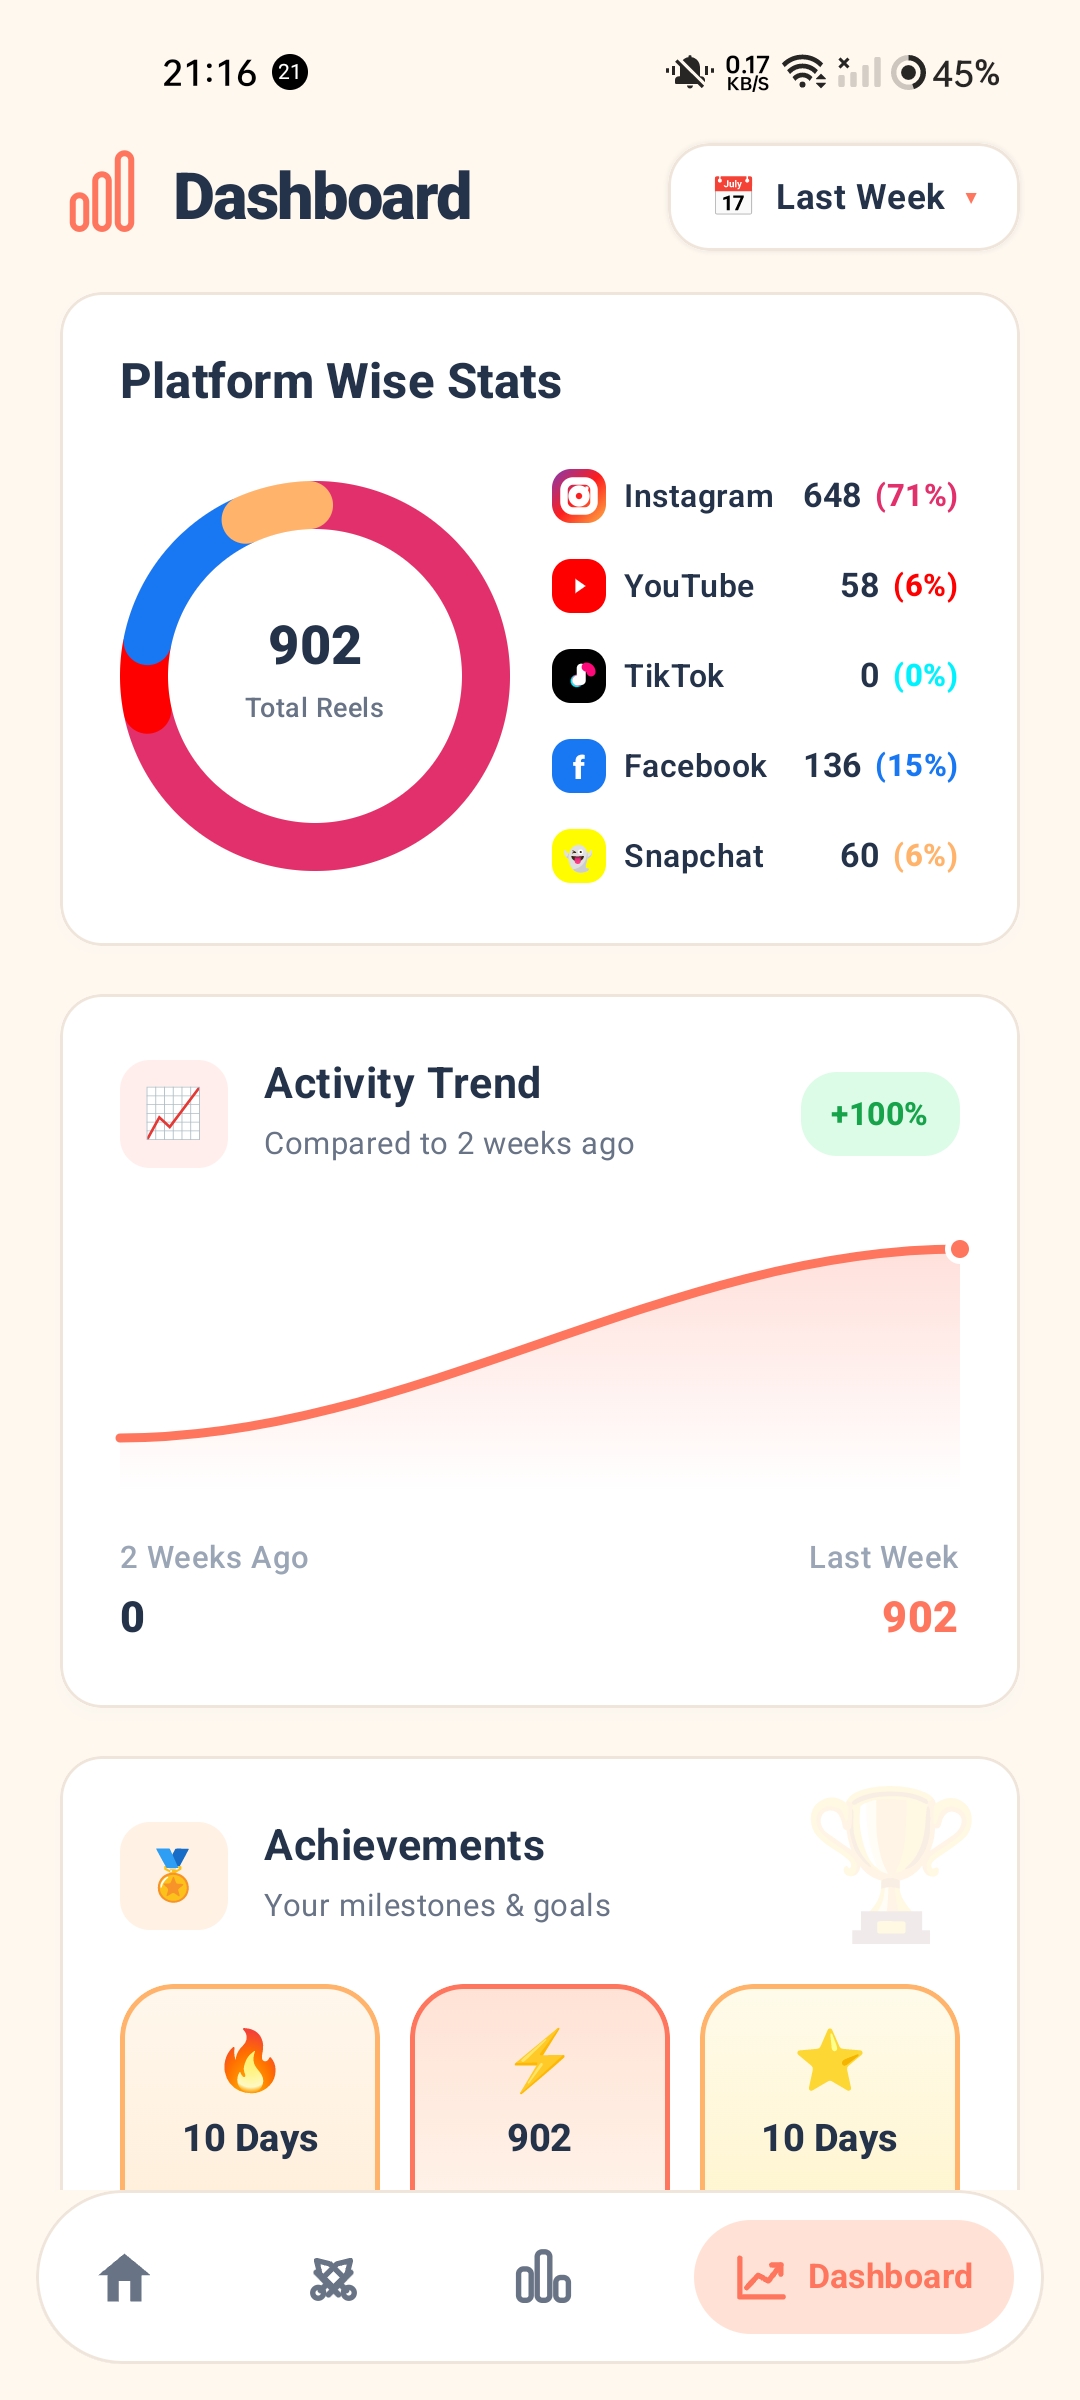 21:16 21 0.17 KB/S 45%
Dashboard
July 17 Last Week
Platform Wise Stats
902
Total Reels
Instagram 648 (71%)
YouTube 58 (6%)
TikTok 0 (0%)
f Facebook 136 (15%)
Snapchat 60 (6%)
Activity Trend
Compared to 2 weeks ago
+100%
2 Weeks Ago Last Week
0 902
Achievements
Your milestones & goals
10 Days 902 10 Days
Dashboard